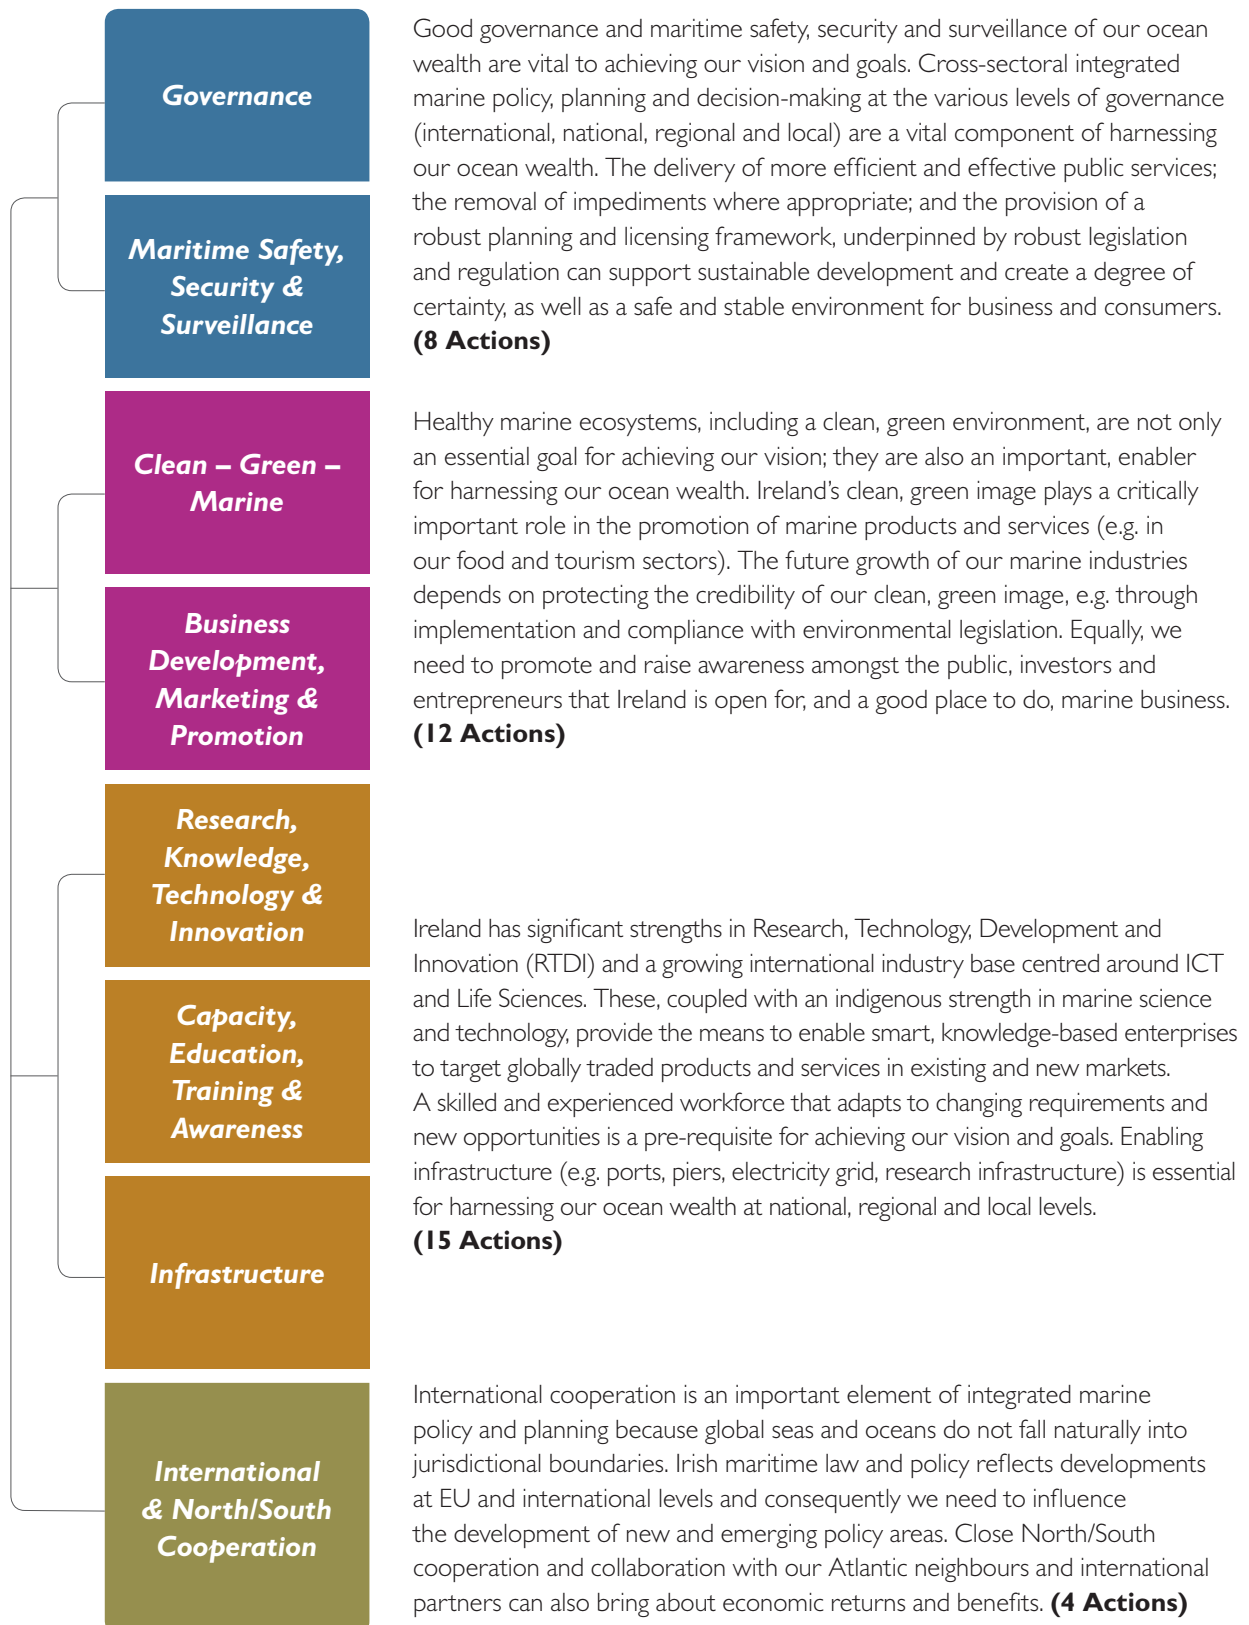 Governance
Good governance and maritime safety, security and surveillance of our ocean
wealth are vital to achieving our vision and goals. Cross-sectoral integrated
marine policy, planning and decision-making at the various levels of governance
(international, national, regional and local) are a vital component of harnessing
our ocean wealth. The delivery of more efficient and effective public services;
the removal of impediments where appropriate; and the provision of a
robust planning and licensing framework, underpinned by robust legislation
and regulation can support sustainable development and create a degree of
certainty, as well as a safe and stable environment for business and consumers.
(8 Actions)
Maritime Safety,
Security &
Surveillance
Clean – Green –
Marine
Healthy marine ecosystems, including a clean, green environment, are not only
an essential goal for achieving our vision; they are also an important, enabler
for harnessing our ocean wealth. Ireland’s clean, green image plays a critically
important role in the promotion of marine products and services (e.g. in
our food and tourism sectors). The future growth of our marine industries
depends on protecting the credibility of our clean, green image, e.g. through
implementation and compliance with environmental legislation. Equally, we
need to promote and raise awareness amongst the public, investors and
entrepreneurs that Ireland is open for, and a good place to do, marine business.
(12 Actions)
Business
Development,
Marketing &
Promotion
Research,
Knowledge,
Technology &
Innovation
Ireland has significant strengths in Research, Technology, Development and
Innovation (RTDI) and a growing international industry base centred around ICT
and Life Sciences. These, coupled with an indigenous strength in marine science
and technology, provide the means to enable smart, knowledge-based enterprises
to target globally traded products and services in existing and new markets.
A skilled and experienced workforce that adapts to changing requirements and
new opportunities is a pre-requisite for achieving our vision and goals. Enabling
infrastructure (e.g. ports, piers, electricity grid, research infrastructure) is essential
for harnessing our ocean wealth at national, regional and local levels.
(15 Actions)
Capacity,
Education,
Training &
Awareness
Infrastructure
International
& North/South
Cooperation
International cooperation is an important element of integrated marine
policy and planning because global seas and oceans do not fall naturally into
jurisdictional boundaries. Irish maritime law and policy reflects developments
at EU and international levels and consequently we need to influence
the development of new and emerging policy areas. Close North/South
cooperation and collaboration with our Atlantic neighbours and international
partners can also bring about economic returns and benefits. (4 Actions)